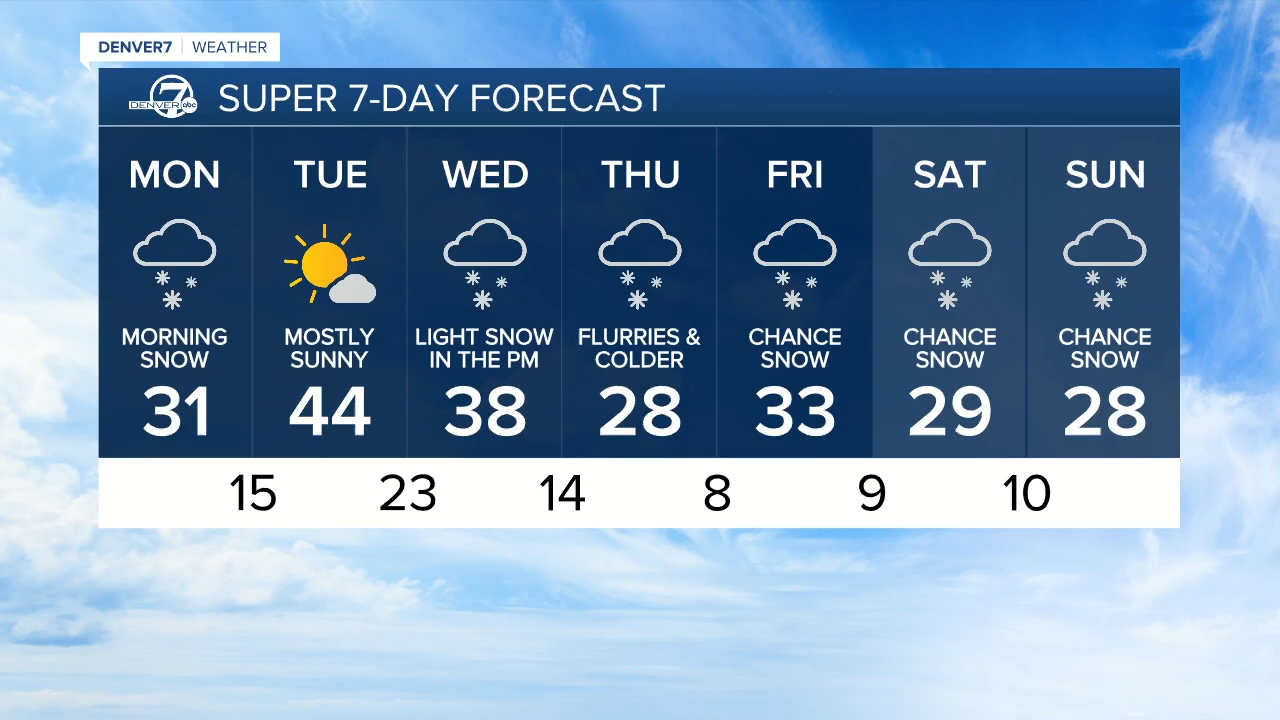 DENVER7 | WEATHER
7
DENVER abc
SUPER 7-DAY FORECAST
MON TUE WED THU FRI SAT SUN
MORNING SNOW
MOSTLY SUNNY
LIGHT SNOW IN THE PM
FLURRIES & COLDER
CHANCE SNOW
CHANCE SNOW
CHANCE SNOW
31 44 38 28 33 29 28
15 23 14 8 9 10